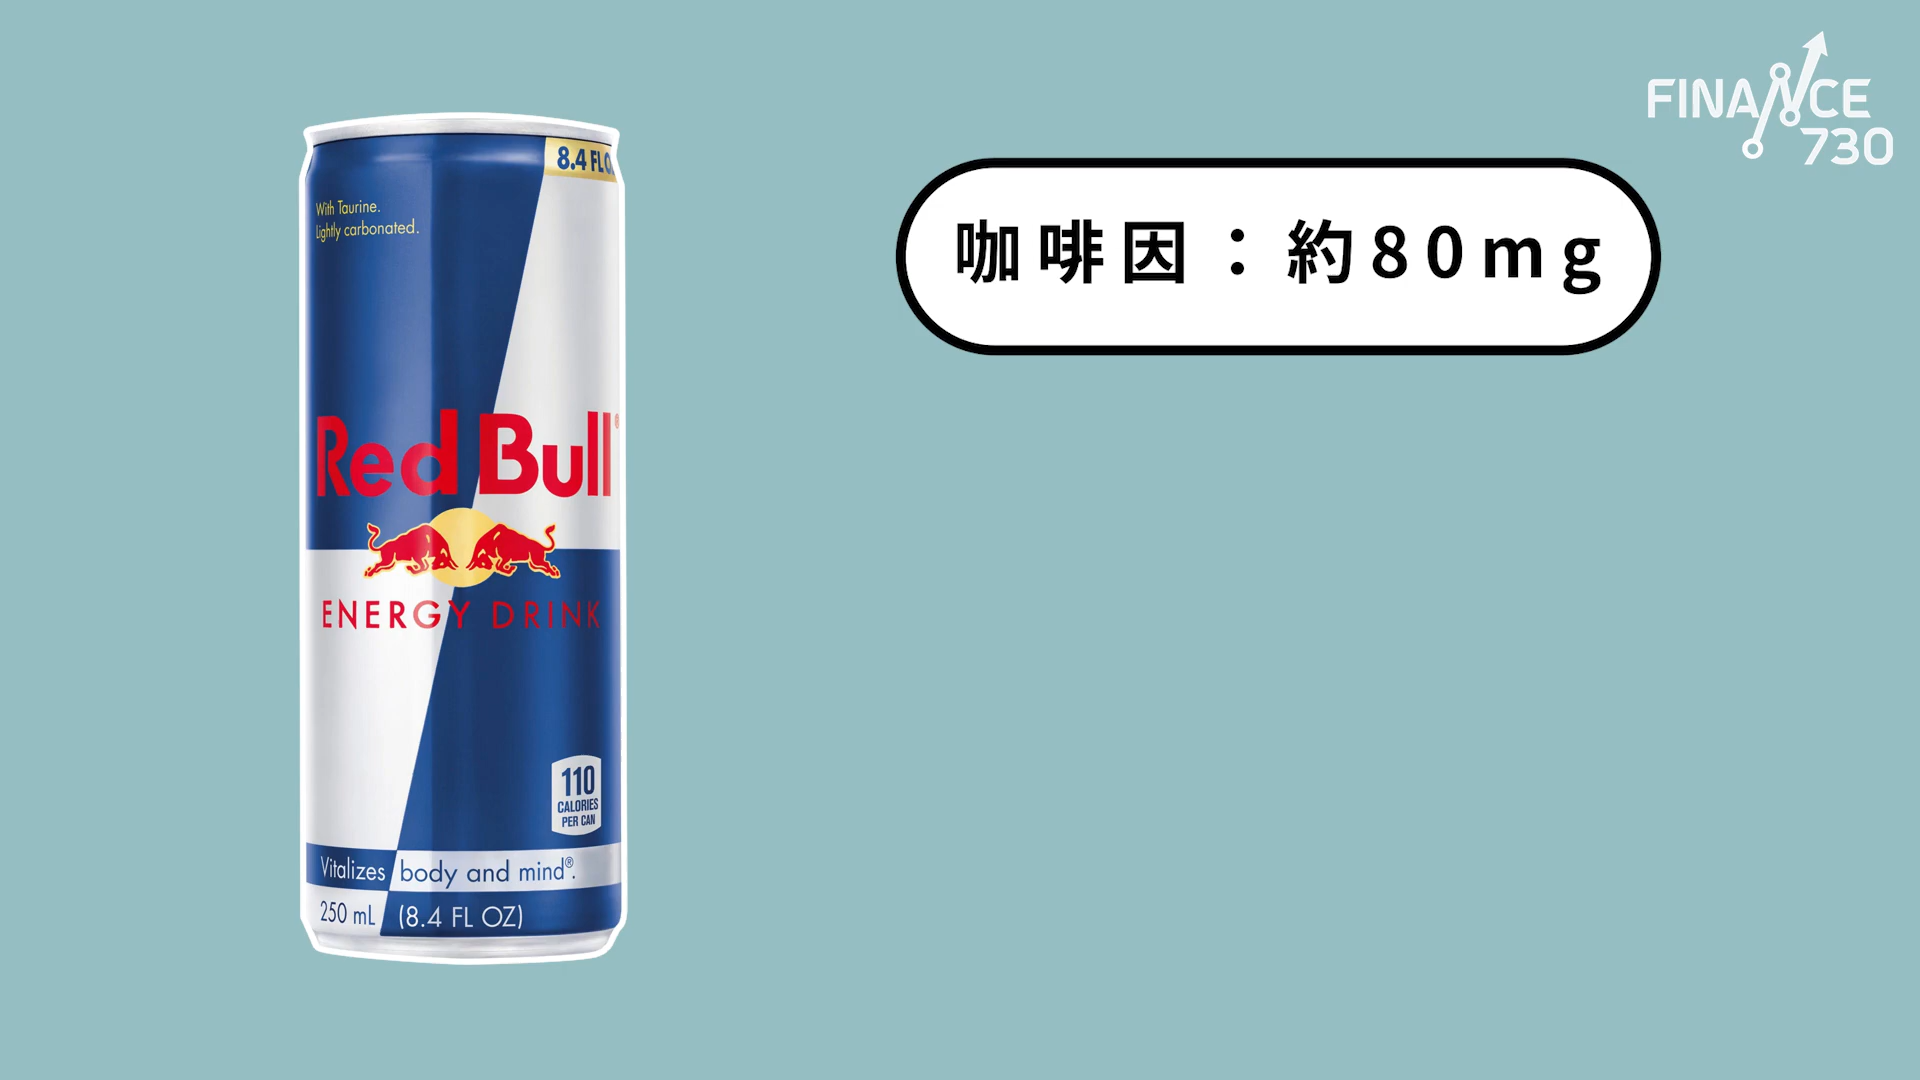 FINANCE
730
8.4 FL O
With Taurine.
Lightly carbonated.
咖啡因：約80mg
Red Bull®
ENERGY DRINK
110
CALORIES
PER CAN
Vitalizes body and mind®.
250 mL (8.4 FL OZ)